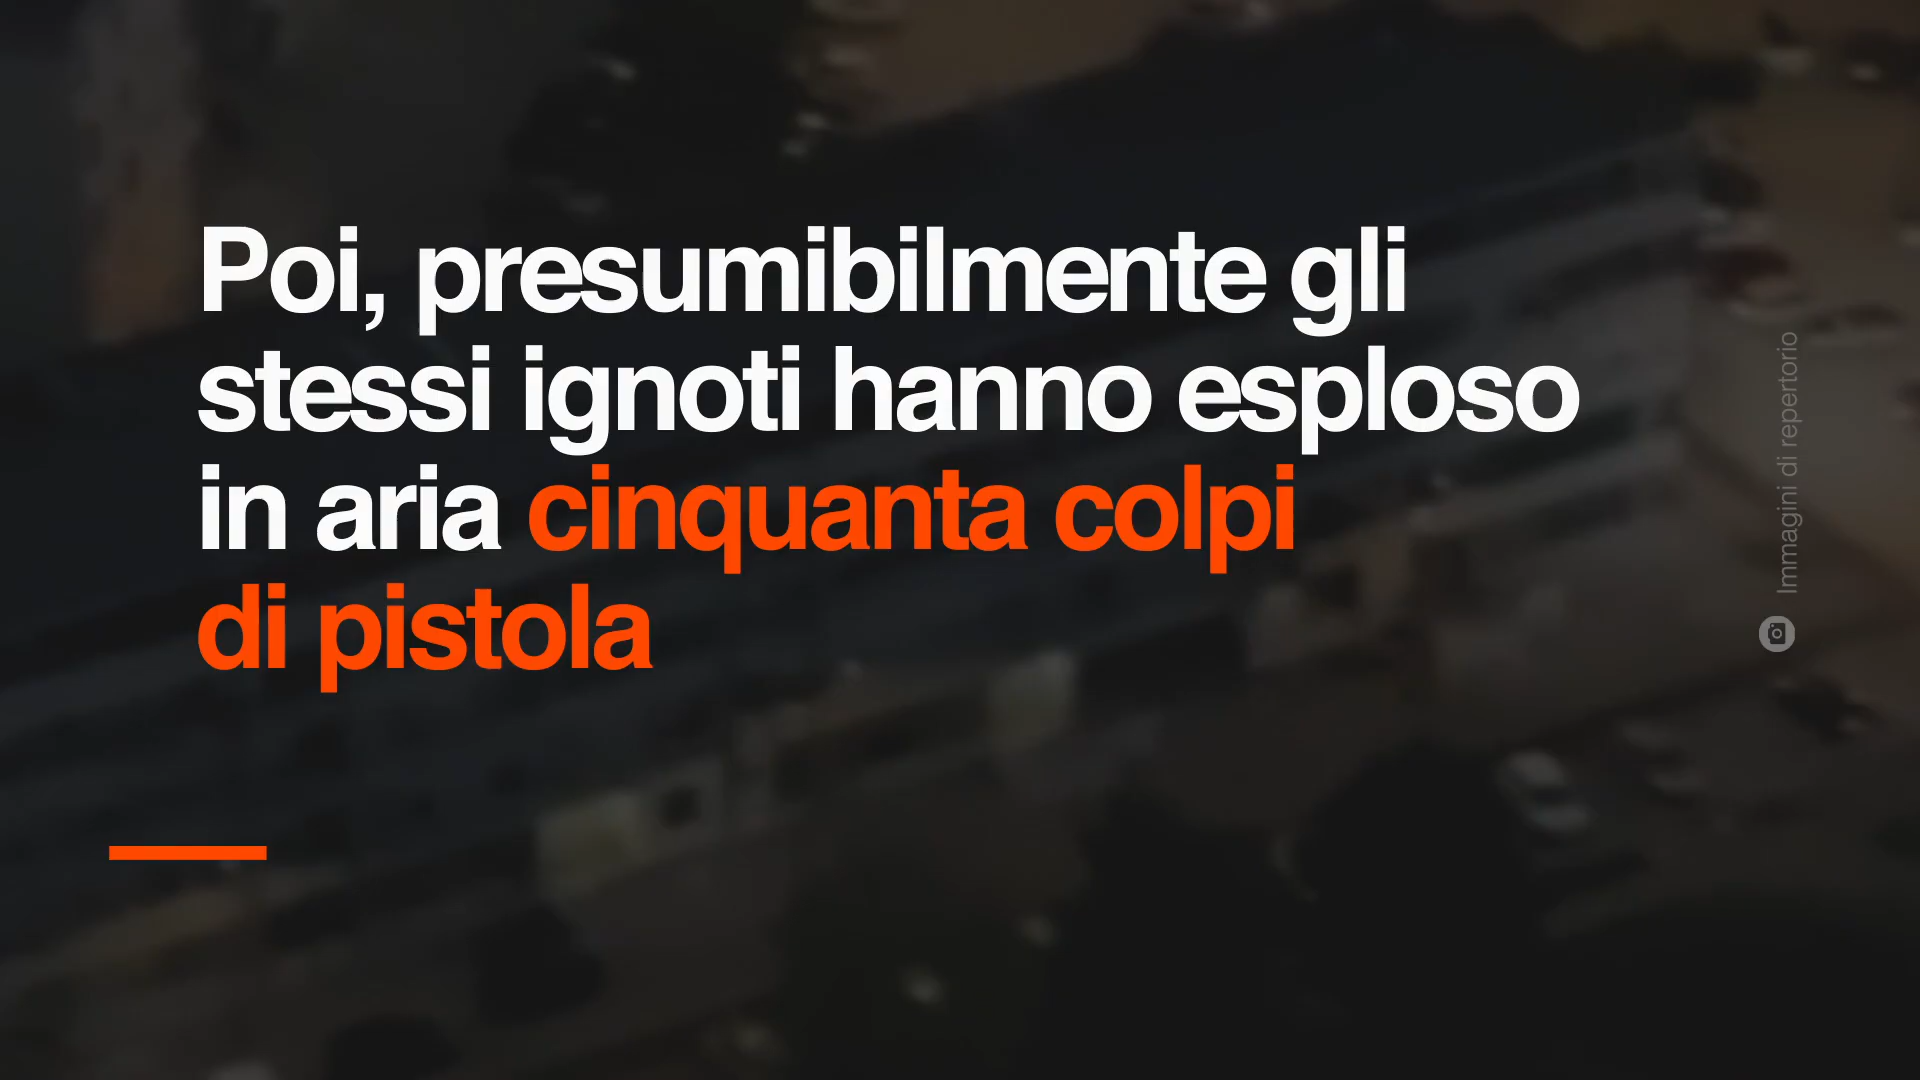 Poi, presumibilmente gli
stessi ignoti hanno esploso
in aria cinquanta colpi
di pistola
Immagini di repertorio